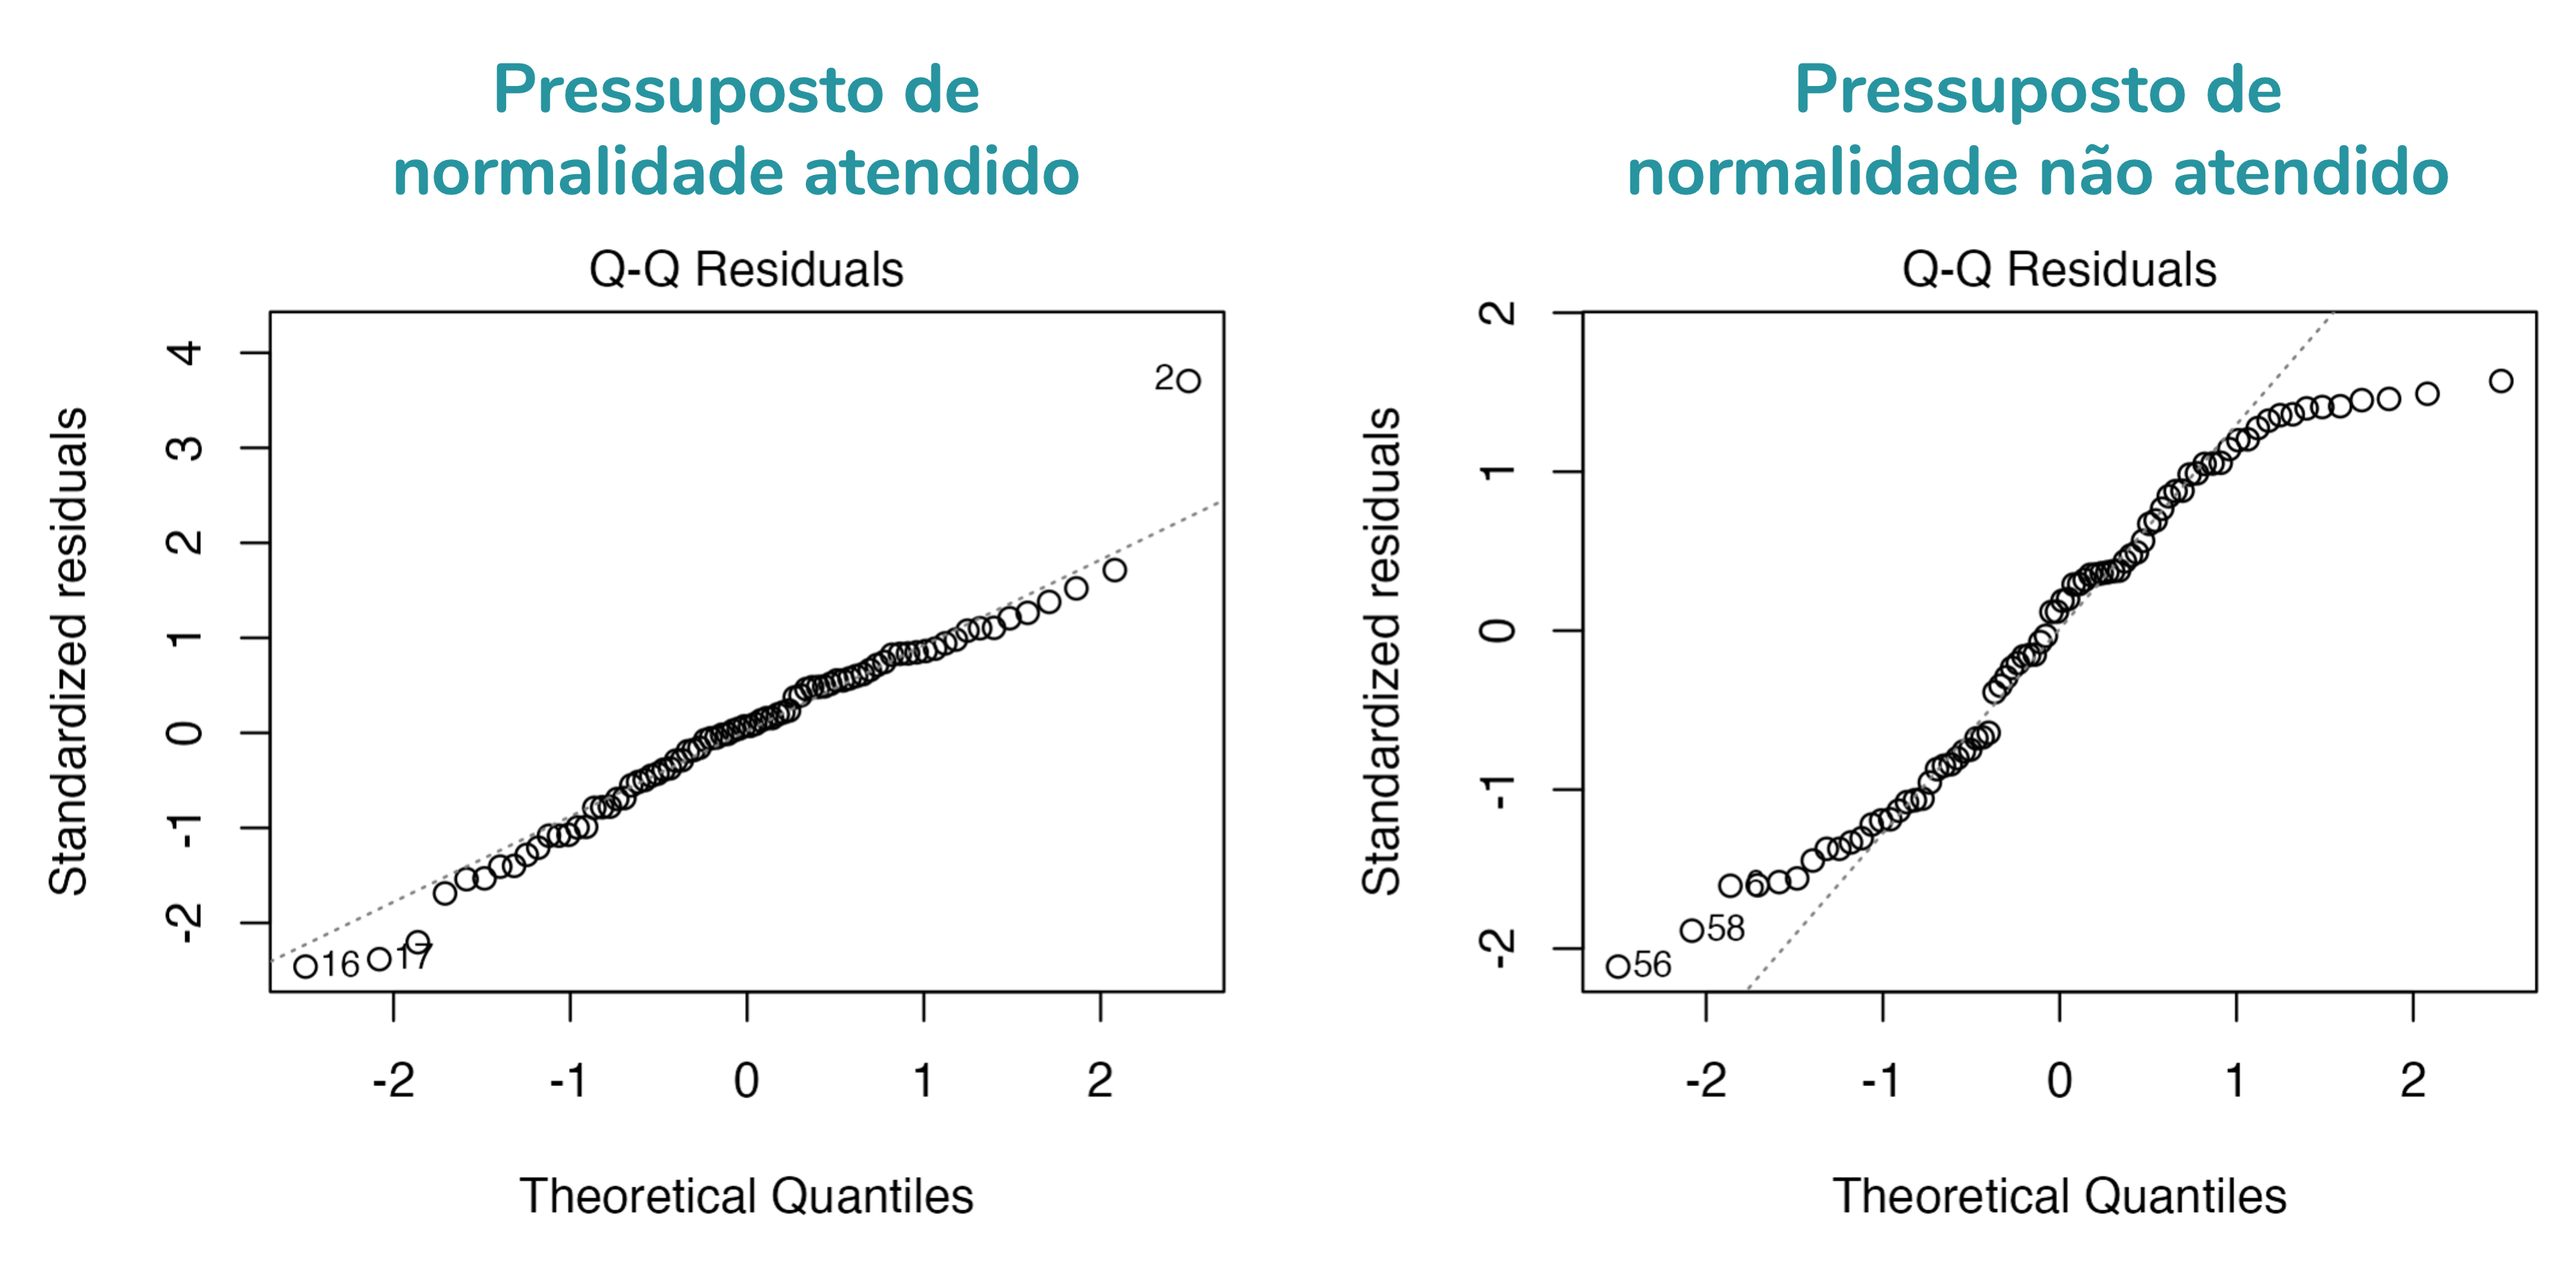 Pressuposto de
normalidade atendido
Q-Q Residuals
Standardized residuals
4
3
2
1
0
-1
-2
2
16
17
-2
-1
0
1
2
Theoretical Quantiles
Pressuposto de
normalidade não atendido
Q-Q Residuals
Standardized residuals
2
1
0
-1
-2
58
56
-2
-1
0
1
2
Theoretical Quantiles